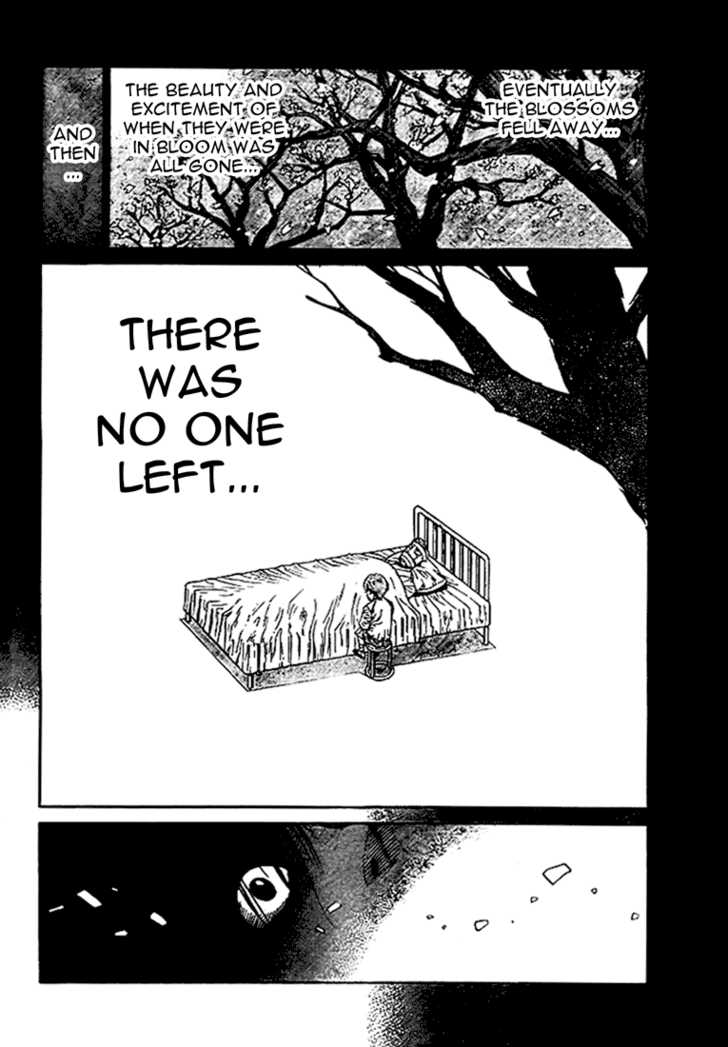 EVENTUALLY
THE BLOSSOMS
FELL AWAY...
THE BEAUTY AND
EXCITEMENT OF
WHEN THEY WERE
IN BLOOM WAS
ALL GONE...
AND
THEN
...
THERE
WAS
NO ONE
LEFT...